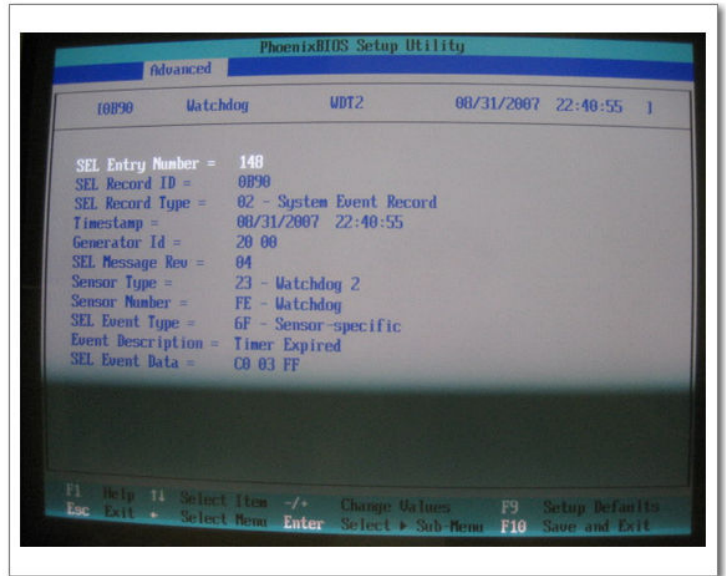 PhoenixBIOS Setup Utility
Advanced
[0B90 Watchdog WDT2 08/31/2007 22:40:55 ]
SEL Entry Number = 148
SEL Record ID = 0B90
SEL Record Type = 02 - System Event Record
Timestamp = 08/31/2007 22:40:55
Generator Id = 20 00
SEL Message Rev = 04
Sensor Type = 23 - Watchdog 2
Sensor Number = FE - Watchdog
SEL Event Type = 6F - Sensor-specific
Event Description = Timer Expired
SEL Event Data = C0 03 FF
F1 Help ↑↓ Select Item -/+ Change Values F9 Setup Defaults
Esc Exit ← Select Menu Enter Select ▶ Sub-Menu F10 Save and Exit